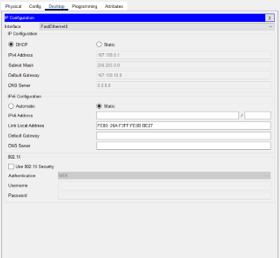 Physical Config Desktop Programming Attributes
IP Configuration X
Interface FastEthernet0
IP Configuration
DHCP Static
IPv4 Address
Subnet Mask
Default Gateway
DNS Server
IPv6 Configuration
Automatic Static
IPv6 Address /
Link Local Address
Default Gateway
DNS Server
802.1X
Use 802.1X Security
Authentication MD5
Username
Password